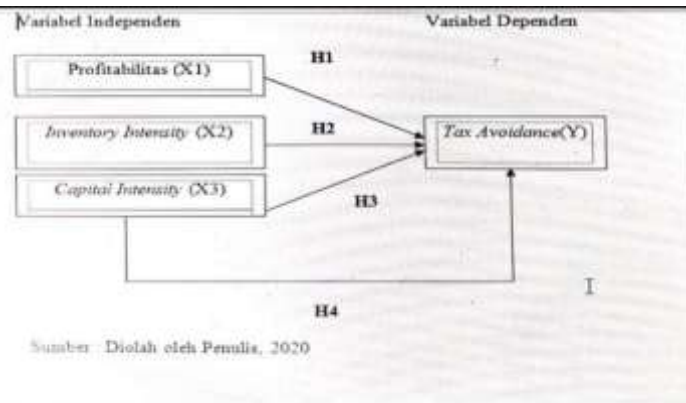 Variabel Independen
Variabel Dependen
Profitabilitas (X1)
H1
Inventory Intensity (X2)
H2
Tax Avoidance(Y)
Capital Intensity (X3)
H3
H4
Sumber : Diolah oleh Penulis, 2020